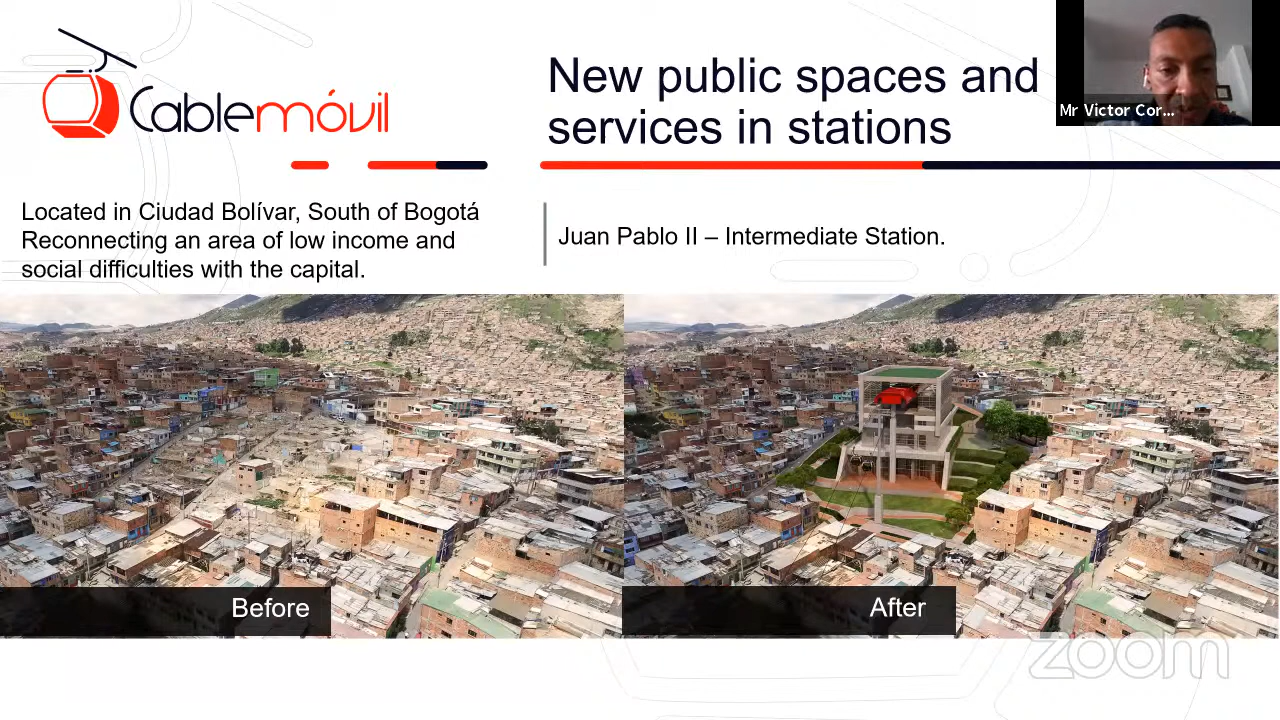 Cablemóvil
New public spaces and
services in stations
Mr Victor Cor...
Located in Ciudad Bolívar, South of Bogotá
Reconnecting an area of low income and
social difficulties with the capital.
Juan Pablo II – Intermediate Station.
Before
After
zoom